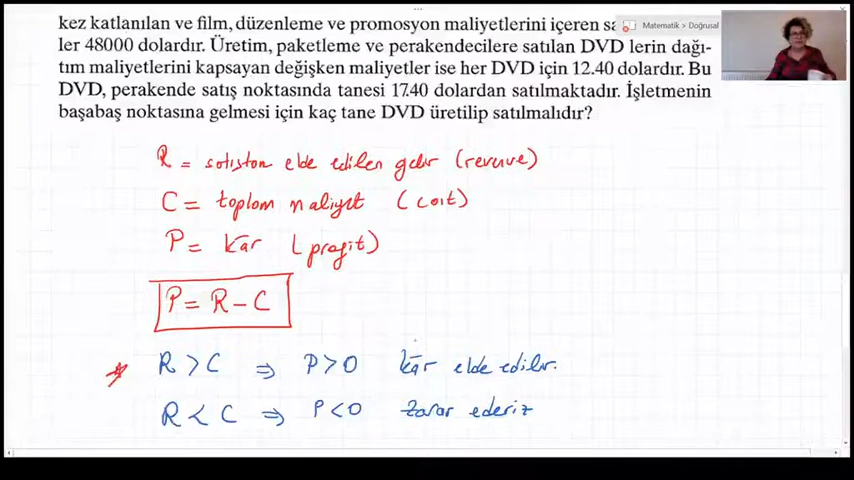 kez katlanılan ve film, düzenleme ve promosyon maliyetlerini içeren
Matematik > Doğrusal
ler 48000 dolardır. Üretim, paketleme ve perakendecilere satılan DVD lerin dağı-
tım maliyetlerini kapsayan değişken maliyetler ise her DVD için 12.40 dolardır. Bu
DVD, perakende satış noktasında tanesi 17.40 dolardan satılmaktadır. İşletmenin
başabaş noktasına gelmesi için kaç tane DVD üretilip satılmalıdır?
R = satıştan elde edilen gelir (revenue)
C = toplam maliyet (cost)
P = kar (profit)
P = R - C
* R > C ⇒ P > 0 kâr elde edilir.
R < C ⇒ P < 0 zarar ederiz